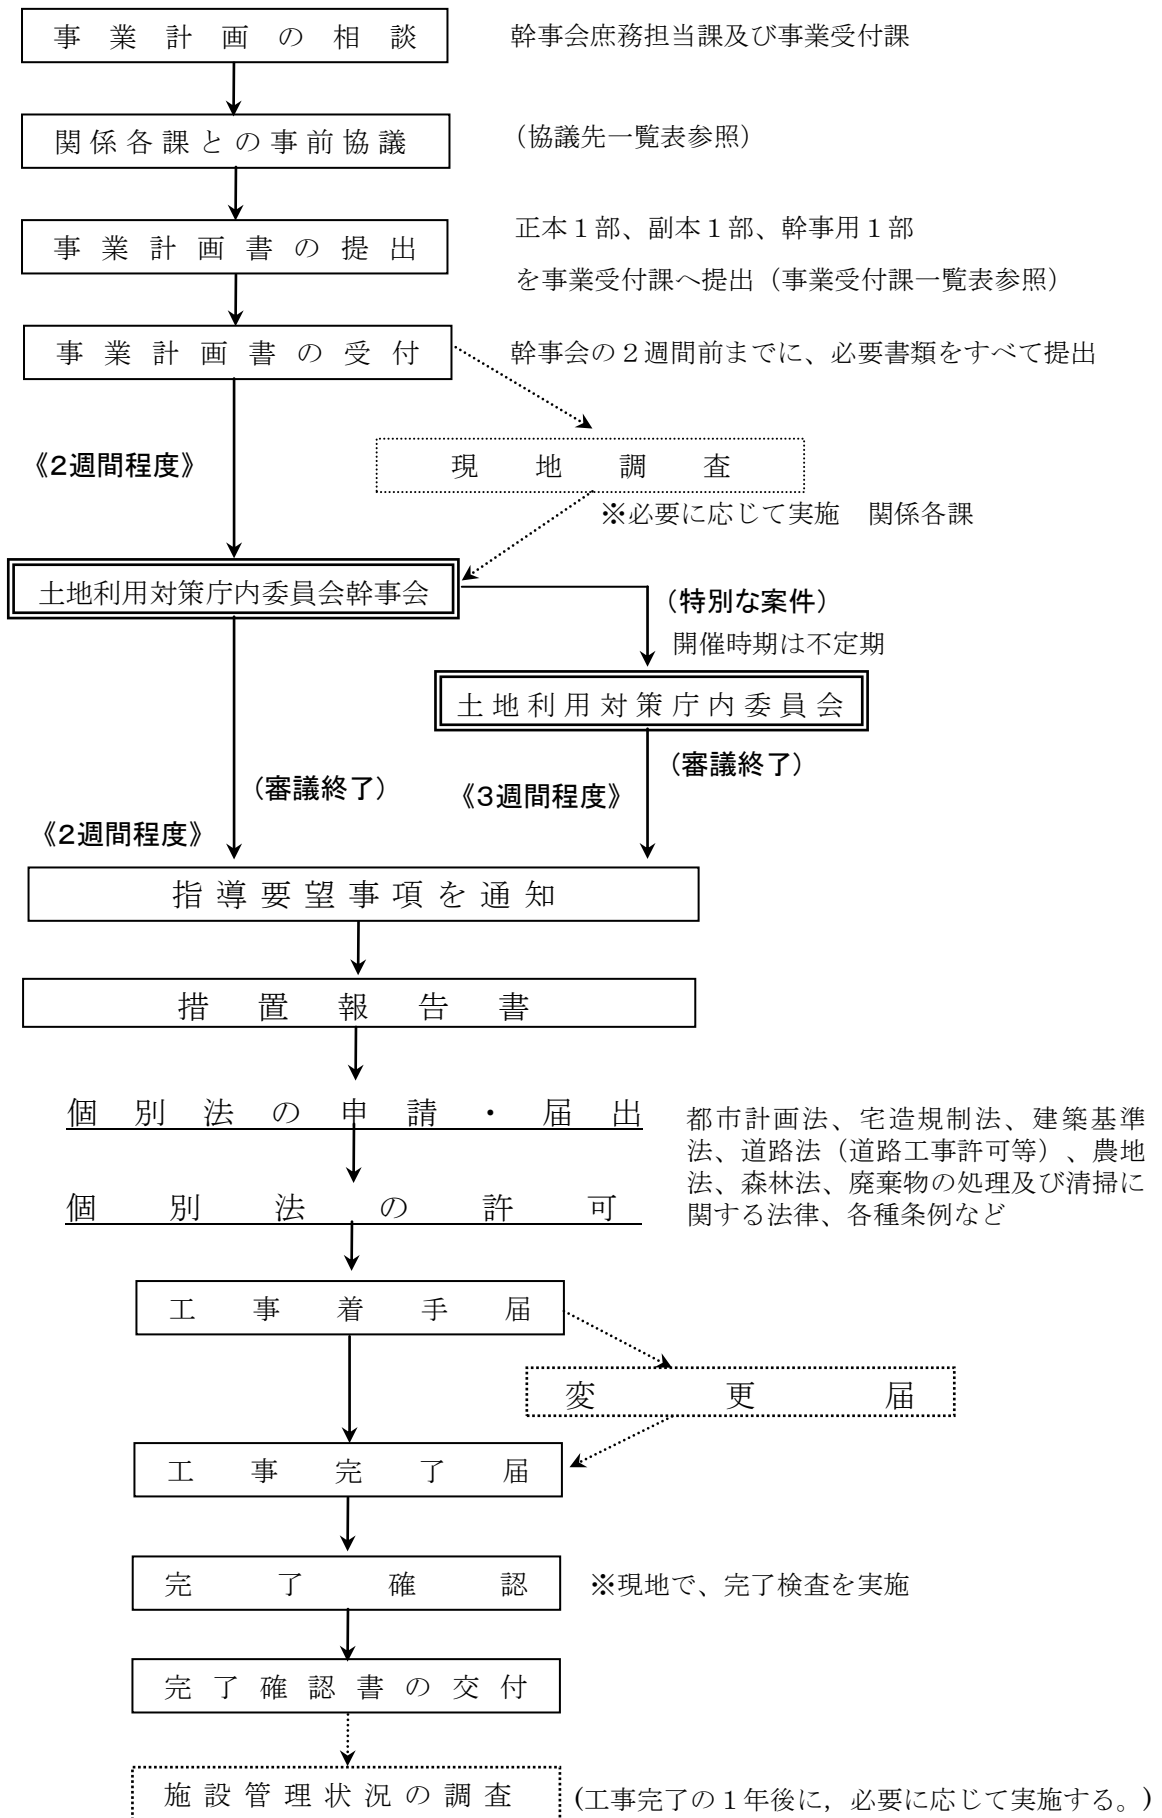 事業計画の相談
幹事会庶務担当課及び事業受付課
関係各課との事前協議
(協議先一覧表参照)
事業計画書の提出
正本１部、副本１部、幹事用１部
を事業受付課へ提出（事業受付課一覧表参照）
事業計画書の受付
幹事会の２週間前までに、必要書類をすべて提出
《2週間程度》
現地調査
※必要に応じて実施　関係各課
土地利用対策庁内委員会幹事会
(特別な案件)
開催時期は不定期
土地利用対策庁内委員会
(審議終了)
(審議終了)
《3週間程度》
《2週間程度》
指導要望事項を通知
措置報告書
個別法の申請・届出
都市計画法、宅造規制法、建築基準
法、道路法（道路工事許可等）、農地
法、森林法、廃棄物の処理及び清掃に
関する法律、各種条例など
個別法の許可
工事着手届
変更届
工事完了届
完了確認
※現地で、完了検査を実施
完了確認書の交付
施設管理状況の調査
(工事完了の１年後に，必要に応じて実施する。)